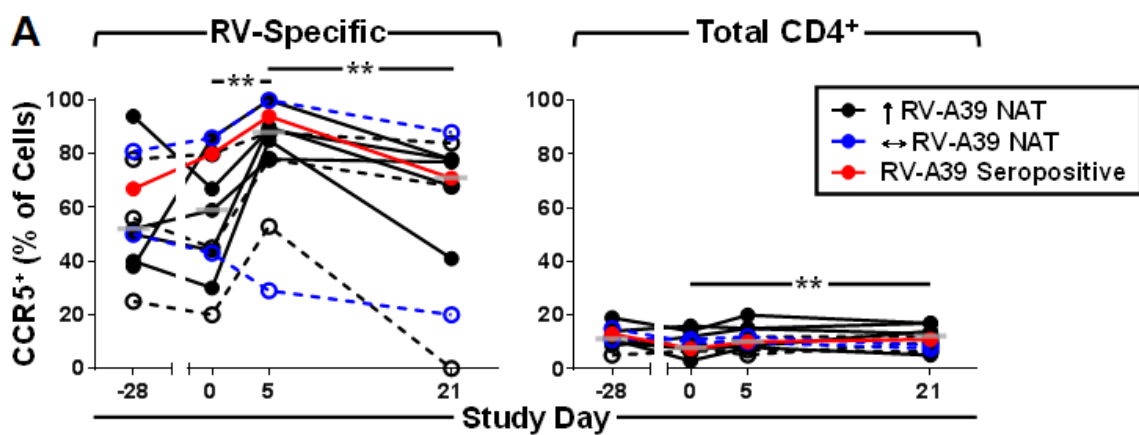 A
RV-Specific
Total CD4⁺
** **
**
↑ RV-A39 NAT
↔ RV-A39 NAT
RV-A39 Seropositive
CCR5⁺ (% of Cells)
100
80
60
40
20
0
100
80
60
40
20
0
-28 0 5 21
-28 0 5 21
Study Day